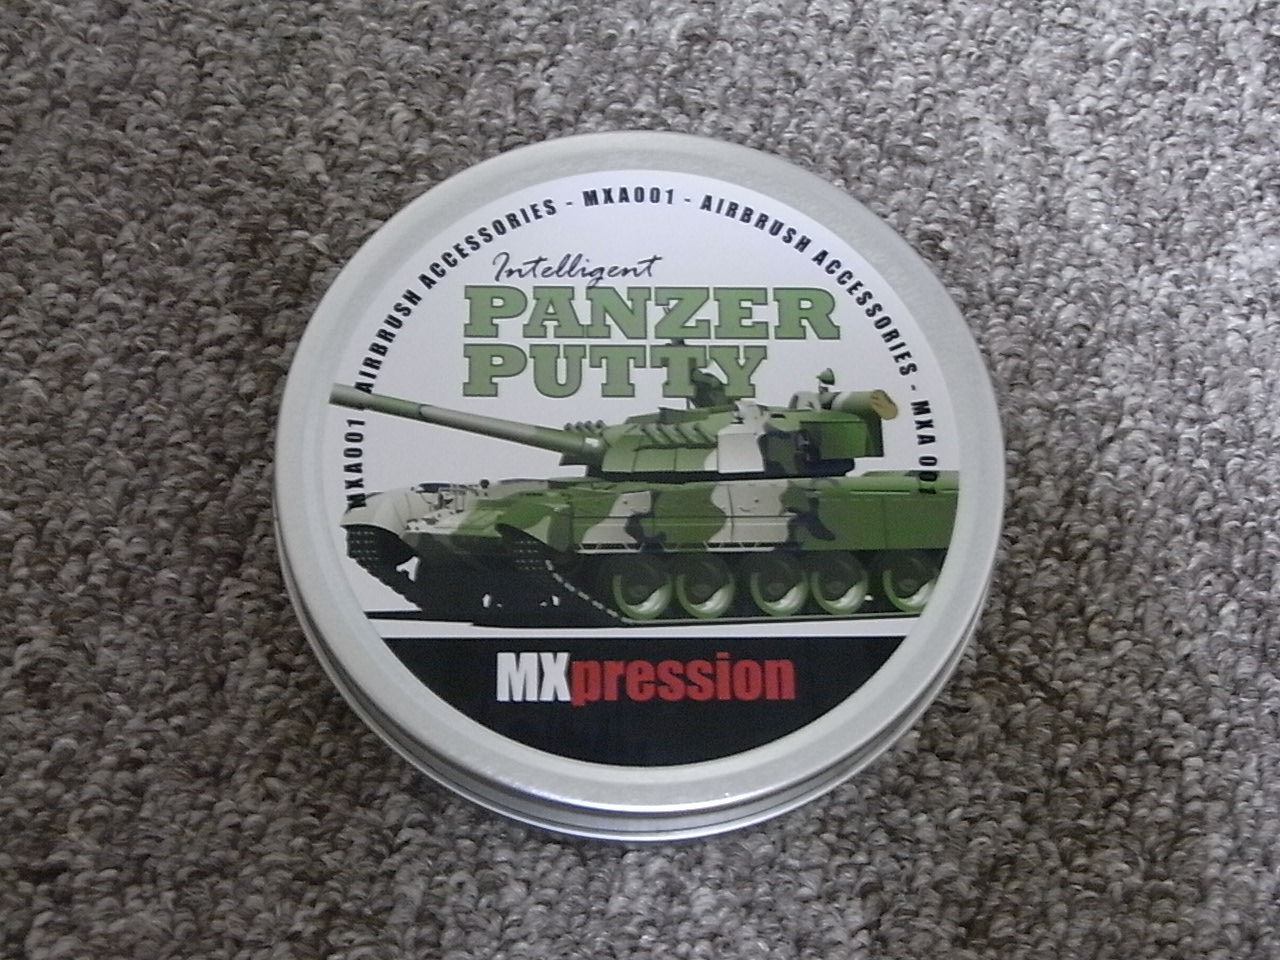 MXA001 - AIRBRUSH ACCESSORIES - MXA001 - AIRBRUSH ACCESSORIES - MXA 001
Intelligent
PANZER
PUTTY
MXpression